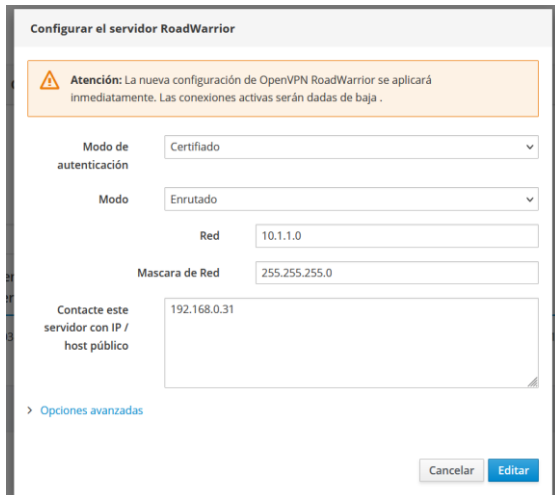 Configurar el servidor RoadWarrior
Atención: La nueva configuración de OpenVPN RoadWarrior se aplicará
inmediatamente. Las conexiones activas serán dadas de baja .
Modo de
autenticación
Certifiado
Modo
Enrutado
Red
10.1.1.0
Mascara de Red
255.255.255.0
Contacte este
servidor con IP /
host público
192.168.0.31
Opciones avanzadas
Cancelar
Editar